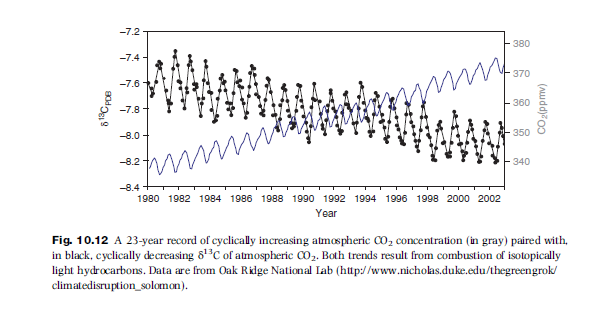 −7.2
−7.4
−7.6
−7.8
−8.0
−8.2
−8.4
δ¹³C_PDB
380
370
360
350
340
CO₂(ppmv)
1980 1982 1984 1986 1988 1990 1992 1994 1996 1998 2000 2002
Year
Fig. 10.12 A 23-year record of cyclically increasing atmospheric CO₂ concentration (in gray) paired with,
in black, cyclically decreasing δ¹³C of atmospheric CO₂. Both trends result from combustion of isotopically
light hydrocarbons. Data are from Oak Ridge National Lab (http://www.nicholas.duke.edu/thegreengrok/
climatedisruption_solomon).